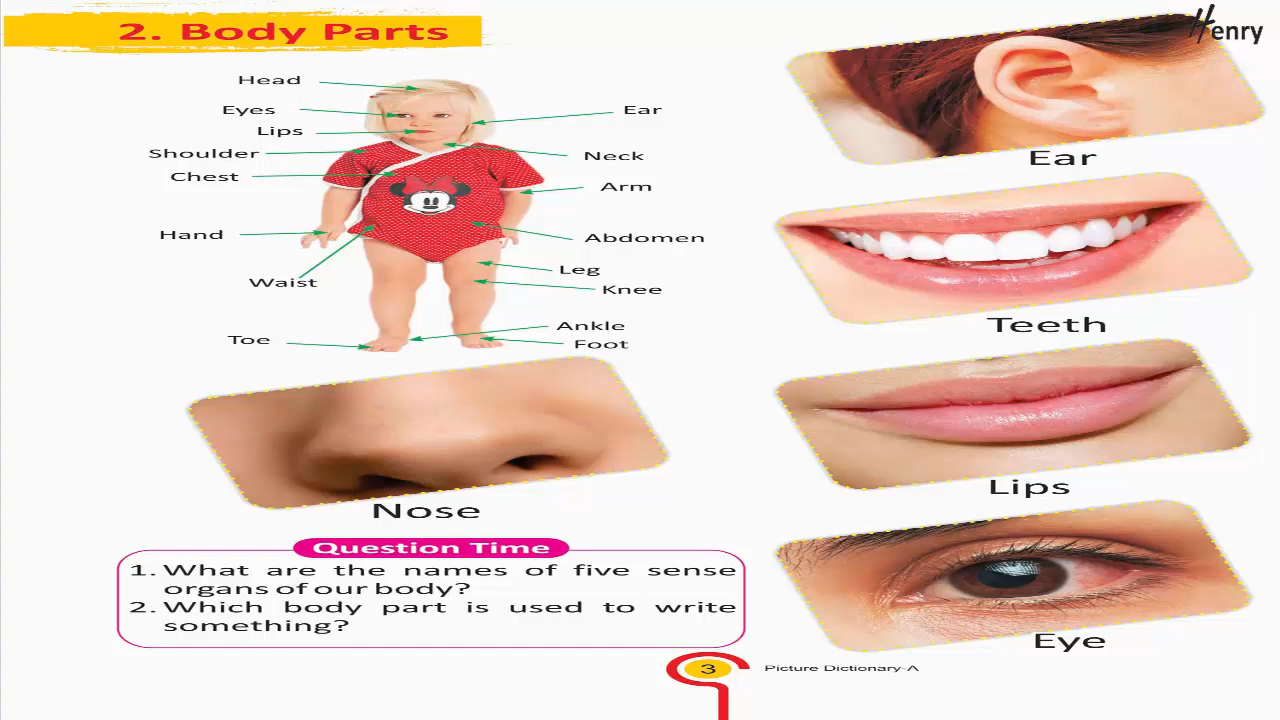 2. Body Parts
Henry
Head
Eyes
Lips
Shoulder
Chest
Hand
Waist
Toe
Ear
Neck
Arm
Abdomen
Leg
Knee
Ankle
Foot
Ear
Teeth
Lips
Eye
Nose
Question Time
1. What are the names of five sense
organs of our body?
2. Which body part is used to write
something?
3
Picture Dictionary-A